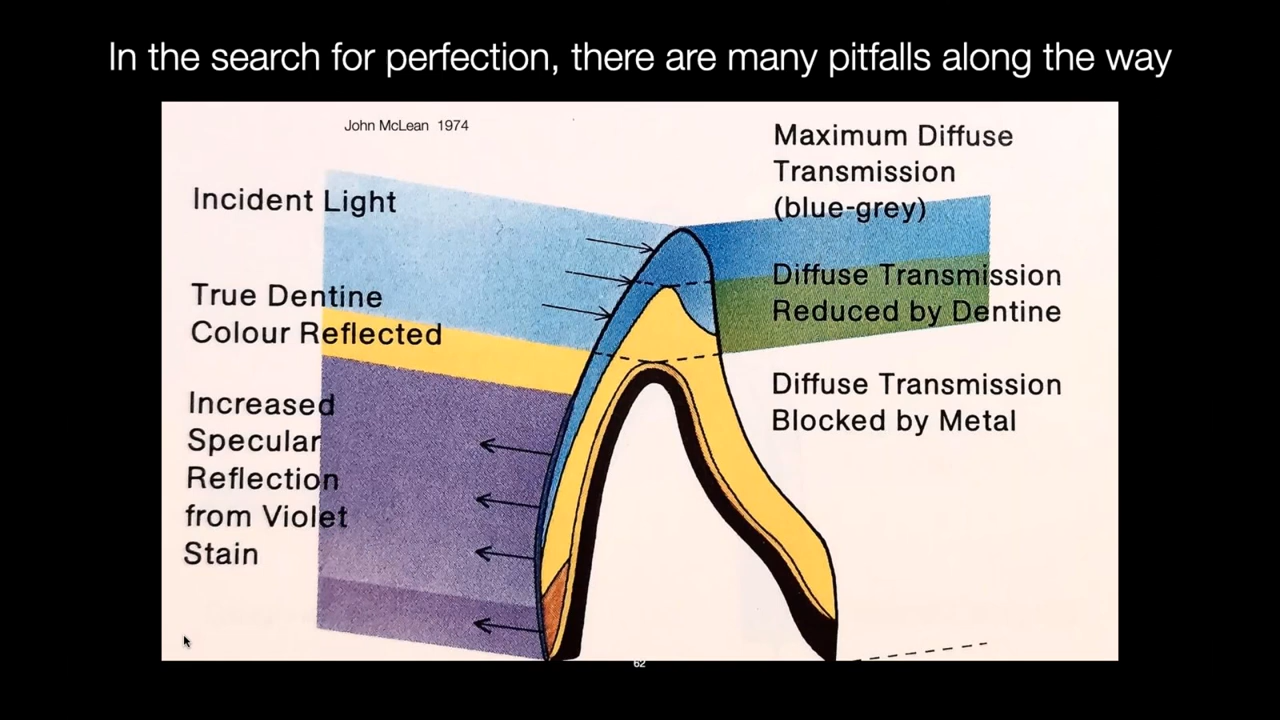 In the search for perfection, there are many pitfalls along the way
John McLean 1974
Incident Light
True Dentine
Colour Reflected
Increased
Specular
Reflection
from Violet
Stain
Maximum Diffuse
Transmission
(blue-grey)
Diffuse Transmission
Reduced by Dentine
Diffuse Transmission
Blocked by Metal
62